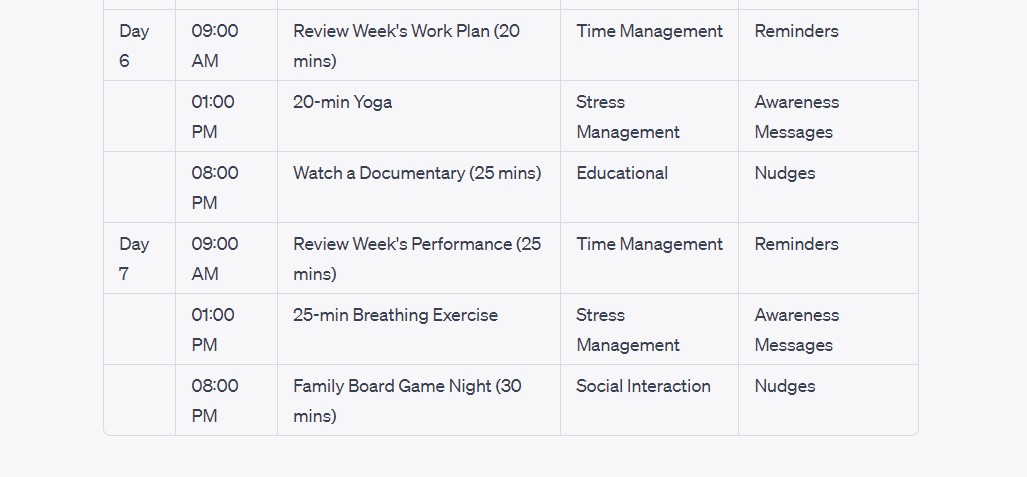 Day 09:00 Review Week's Work Plan (20 Time Management Reminders
6 AM mins)
01:00 20-min Yoga Stress Awareness
PM Management Messages
08:00 Watch a Documentary (25 mins) Educational Nudges
PM
Day 09:00 Review Week's Performance (25 Time Management Reminders
7 AM mins)
01:00 25-min Breathing Exercise Stress Awareness
PM Management Messages
08:00 Family Board Game Night (30 Social Interaction Nudges
PM mins)